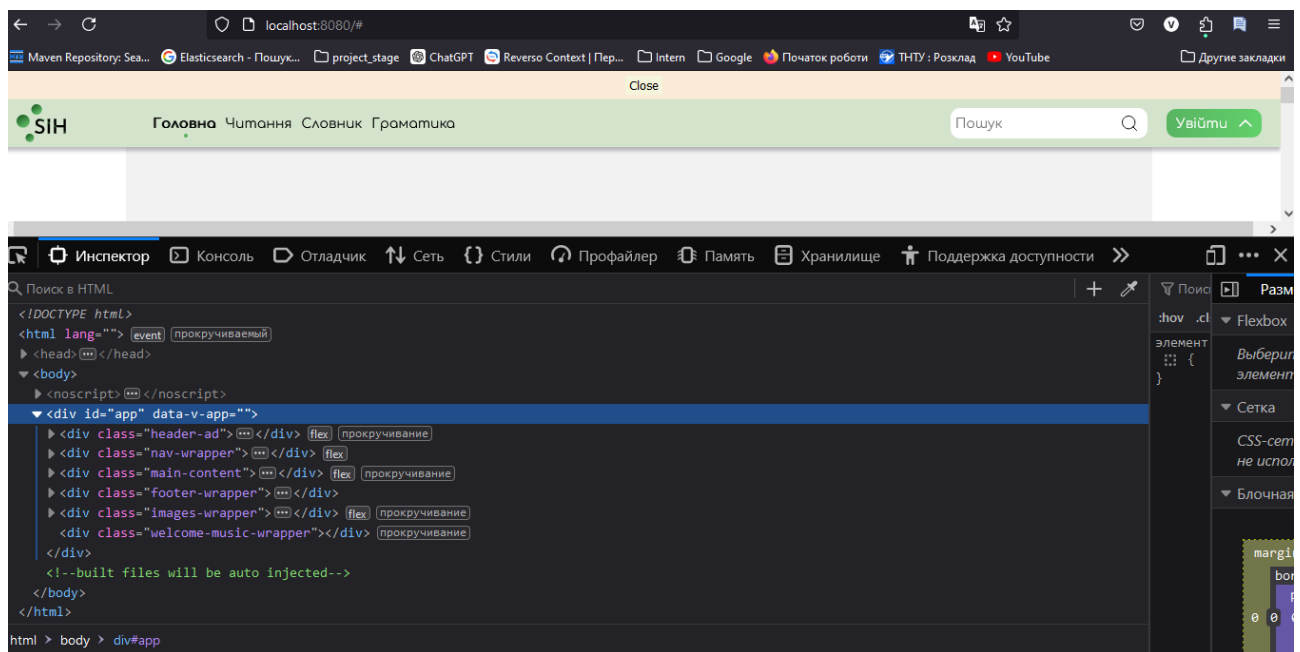 localhost:8080/#
Maven Repository: Sea... Elasticsearch - Пошук... project_stage ChatGPT Reverso Context | Пер... Intern Google Початок роботи ТНТУ : Розклад YouTube Другие закладки
Close
SIH Головна Читання Словник Граматика Пошук Увійти
Инспектор Консоль Отладчик Сеть Стили Профайлер Память Хранилище Поддержка доступности
Поиск в HTML
<!DOCTYPE html>
<html lang=""> event прокручиваемый
<head> </head>
<body>
<noscript> </noscript>
<div id="app" data-v-app="">
<div class="header-ad"> </div> flex прокручивание
<div class="nav-wrapper"> </div> flex
<div class="main-content"> </div> flex прокручивание
<div class="footer-wrapper"> </div>
<div class="images-wrapper"> </div> flex прокручивание
<div class="welcome-music-wrapper"></div> прокручивание
</div>
<!--built files will be auto injected-->
</body>
</html>
html > body > div#app
:hov
элемент {
}
Flexbox
Сетка
0 0